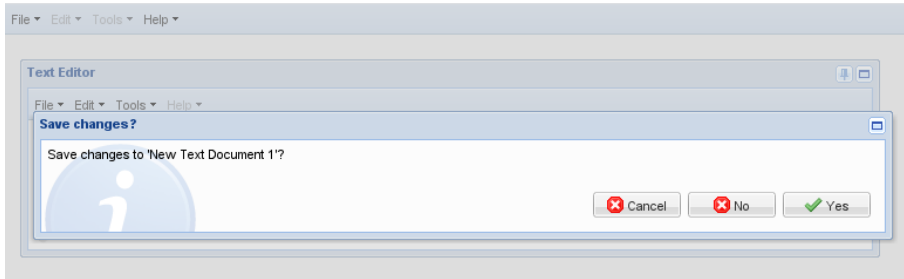 File Edit Tools Help
Text Editor
File Edit Tools Help
Save changes?
Save changes to 'New Text Document 1'?
Cancel No Yes